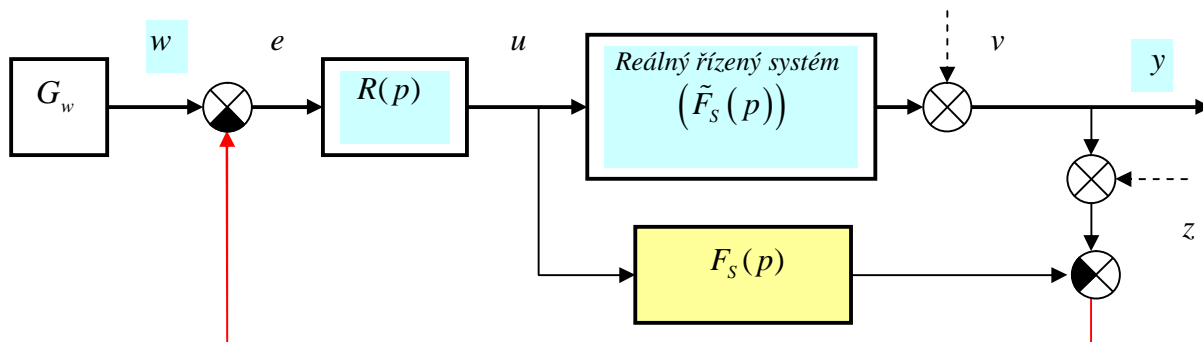 w
e
u
v
y
G_w
R(p)
Reálný řízený systém
(F̃_S(p))
z
F_S(p)